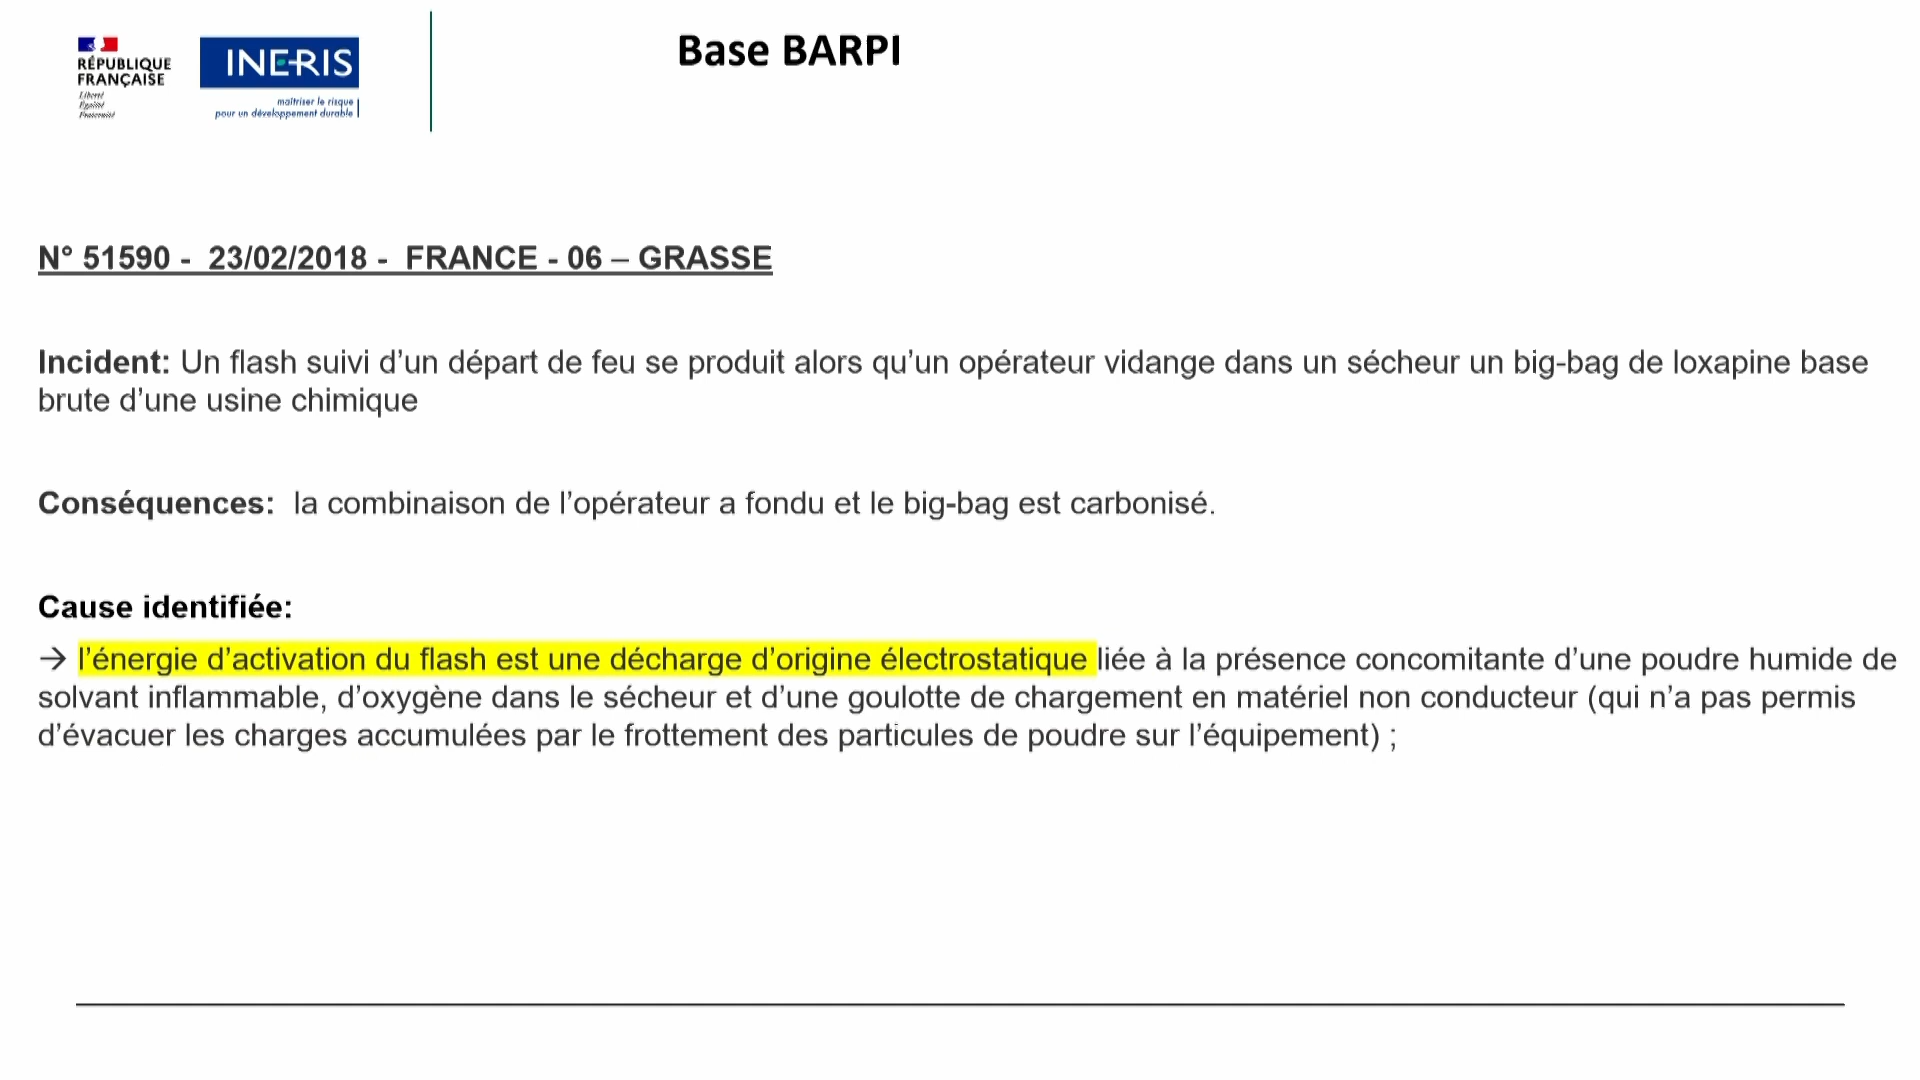 RÉPUBLIQUE
FRANÇAISE
Liberté
Égalité
Fraternité
INERIS
maîtriser le risque
pour un développement durable
Base BARPI
N° 51590 - 23/02/2018 - FRANCE - 06 – GRASSE
Incident: Un flash suivi d’un départ de feu se produit alors qu’un opérateur vidange dans un sécheur un big-bag de loxapine base
brute d’une usine chimique
Conséquences: la combinaison de l’opérateur a fondu et le big-bag est carbonisé.
Cause identifiée:
→ l’énergie d’activation du flash est une décharge d’origine électrostatique liée à la présence concomitante d’une poudre humide de
solvant inflammable, d’oxygène dans le sécheur et d’une goulotte de chargement en matériel non conducteur (qui n’a pas permis
d’évacuer les charges accumulées par le frottement des particules de poudre sur l’équipement) ;